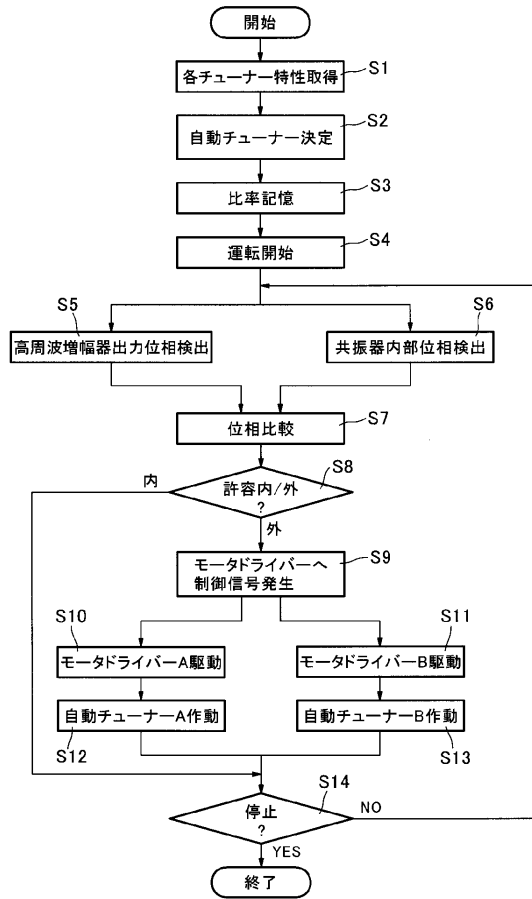 開始
各チューナー特性取得
S1
自動チューナー決定
S2
比率記憶
S3
運転開始
S4
S5
高周波増幅器出力位相検出
S6
共振器内部位相検出
位相比較
S7
許容内/外
?
S8
内
外
モータドライバーへ
制御信号発生
S9
S10
モータドライバーA駆動
S11
モータドライバーB駆動
自動チューナーA作動
S12
自動チューナーB作動
S13
停止
?
S14
NO
YES
終了